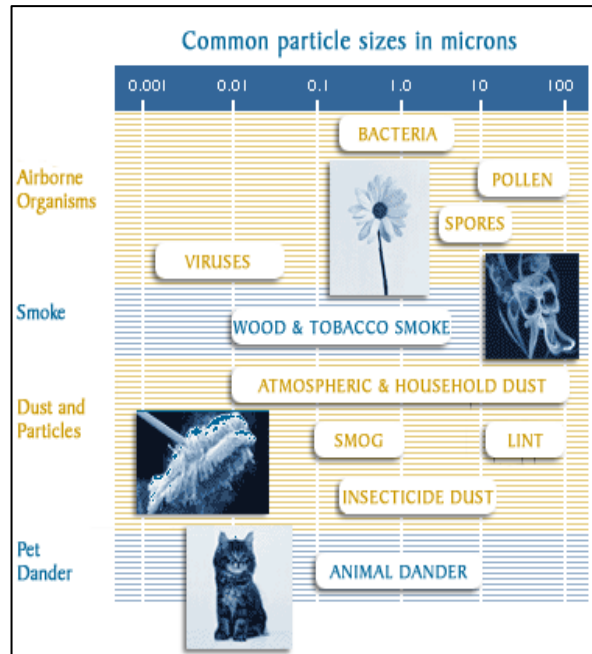 Common particle sizes in microns
0.001 0.01 0.1 1.0 10 100
BACTERIA
Airborne
Organisms
POLLEN
SPORES
VIRUSES
Smoke
WOOD & TOBACCO SMOKE
ATMOSPHERIC & HOUSEHOLD DUST
Dust and
Particles
SMOG
LINT
INSECTICIDE DUST
Pet
Dander
ANIMAL DANDER